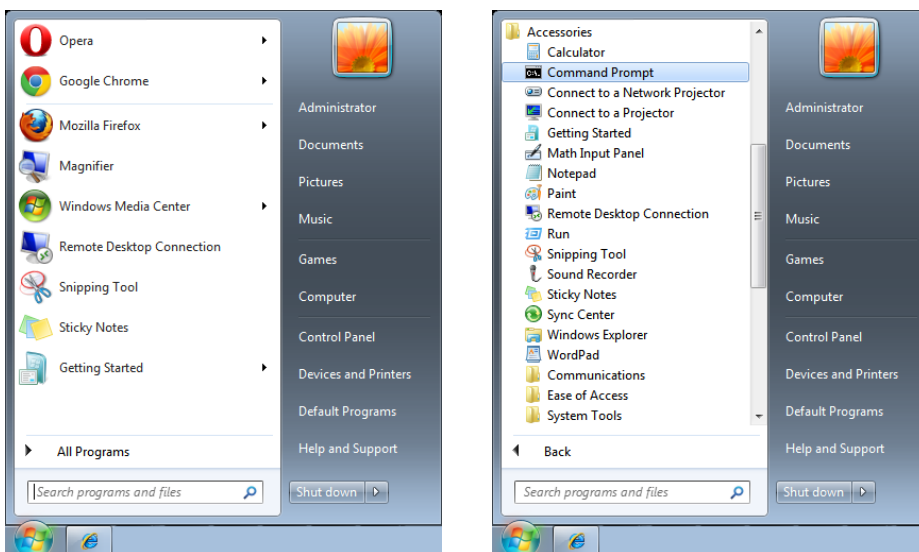 Opera
Google Chrome
Mozilla Firefox
Magnifier
Windows Media Center
Remote Desktop Connection
Snipping Tool
Sticky Notes
Getting Started
All Programs
Search programs and files
Administrator
Documents
Pictures
Music
Games
Computer
Control Panel
Devices and Printers
Default Programs
Help and Support
Shut down
Accessories
Calculator
C:\.
Command Prompt
Connect to a Network Projector
Connect to a Projector
Getting Started
Math Input Panel
Notepad
Paint
Remote Desktop Connection
Run
Snipping Tool
Sound Recorder
Sticky Notes
Sync Center
Windows Explorer
WordPad
Communications
Ease of Access
System Tools
Back
Search programs and files
Administrator
Documents
Pictures
Music
Games
Computer
Control Panel
Devices and Printers
Default Programs
Help and Support
Shut down